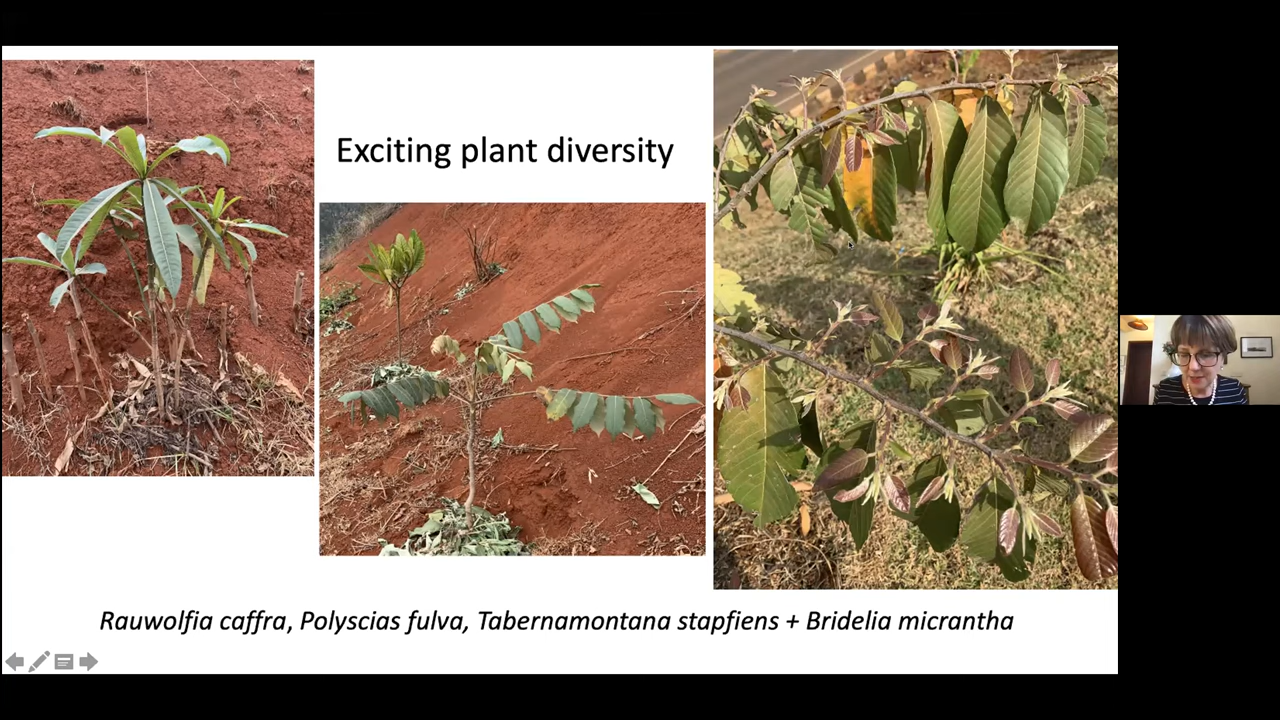 Exciting plant diversity
Rauwolfia caffra, Polyscias fulva, Tabernamontana stapfiens + Bridelia micrantha